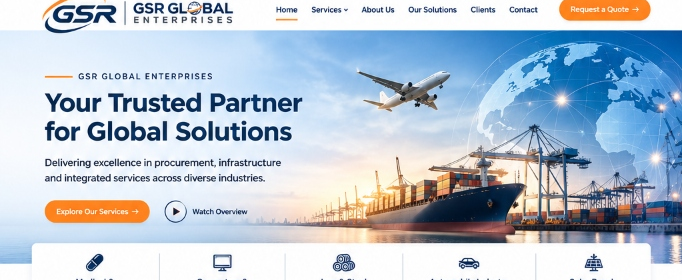 GSR
GSR GLOBAL
ENTERPRISES
Home
Services
About Us
Our Solutions
Clients
Contact
Request a Quote →
GSR GLOBAL ENTERPRISES
Your Trusted Partner
for Global Solutions
Delivering excellence in procurement, infrastructure
and integrated services across diverse industries.
Explore Our Services →
Watch Overview